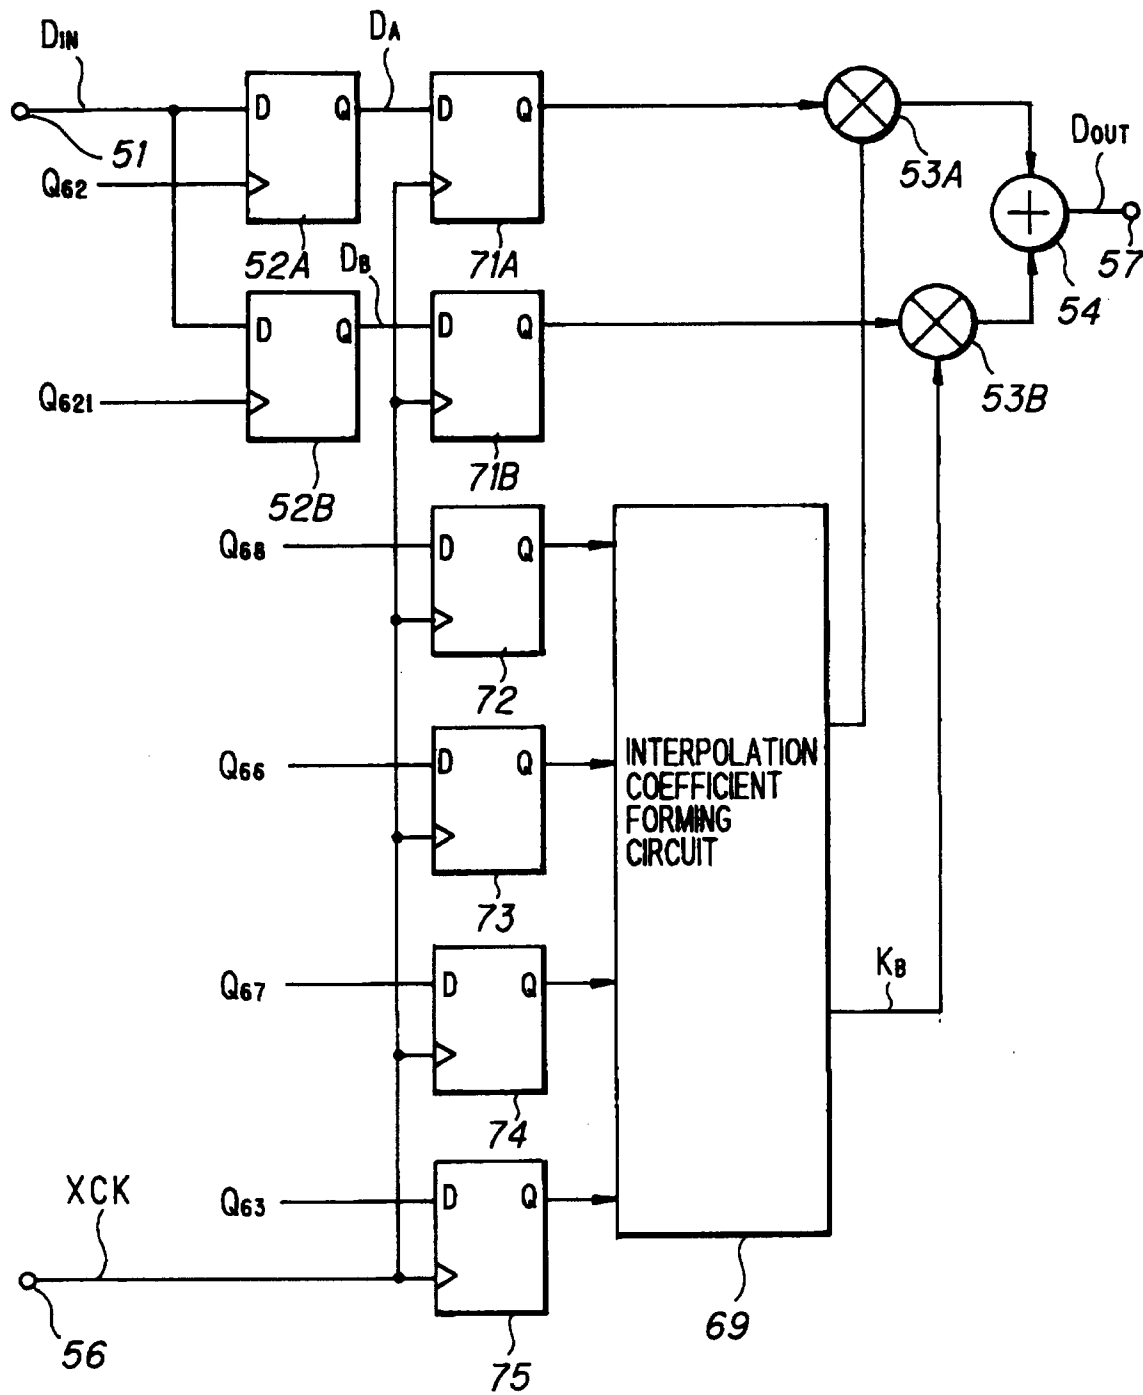 DIN
DA
D Q
D Q
DOUT
51
53A
Q62
57
52A
DB
71A
54
D Q
D Q
Q621
53B
71B
52B
Q68
D Q
72
INTERPOLATION
COEFFICIENT
FORMING
CIRCUIT
Q66
D Q
73
KB
Q67
D Q
74
XCK
Q63
D Q
69
56
75